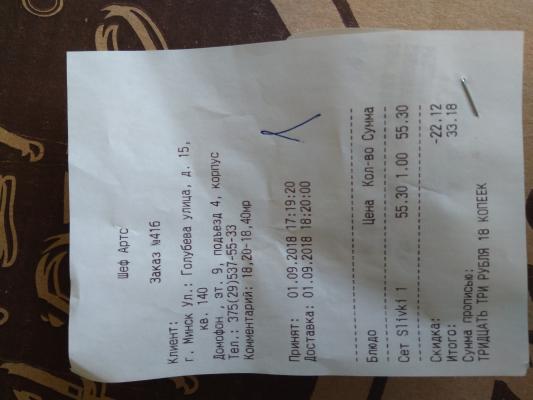 Шеф Артс
Заказ №416
Клиент:
г. Минск Ул.: Голубева улица, д. 15,
кв. 140
Домофон , эт. 9, подьезд 4, корпус
Тел.: 375(29)537-55-33
Комментарий: 18,20-18,40мр
Принят: 01.09.2018 17:19:20
Доставка: 01.09.2018 18:20:00
Блюдо Цена Кол-во Сумма
Сет Slivki 1 55.30 1.00 55.30
Скидка: -22.12
Итого: 33.18
Сумма прописью:
ТРИДЦАТЬ ТРИ РУБЛЯ 18 КОПЕЕК